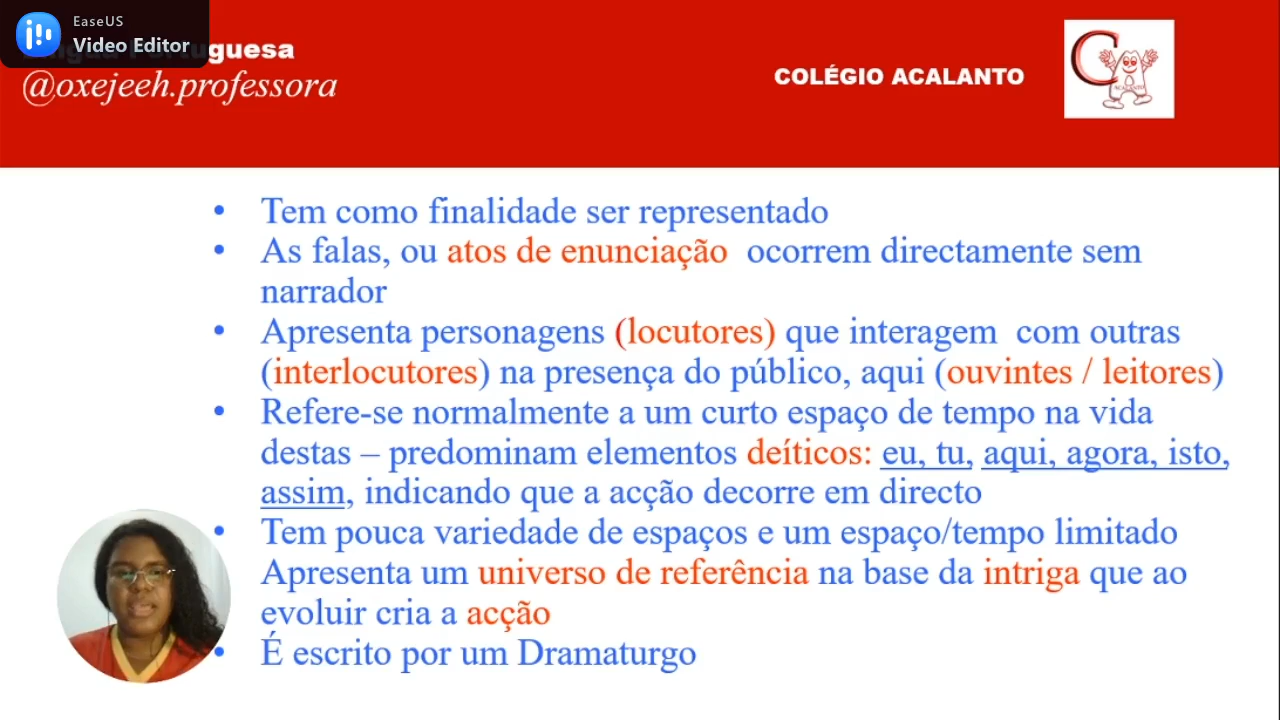 EaseUS
Video Editor
guesa
@oxejeeh.professora
COLÉGIO ACALANTO
C
ACALANTO
• Tem como finalidade ser representado
• As falas, ou atos de enunciação ocorrem directamente sem
narrador
• Apresenta personagens (locutores) que interagem com outras
(interlocutores) na presença do público, aqui (ouvintes / leitores)
• Refere-se normalmente a um curto espaço de tempo na vida
destas – predominam elementos deíticos: eu, tu, aqui, agora, isto,
assim, indicando que a acção decorre em directo
• Tem pouca variedade de espaços e um espaço/tempo limitado
Apresenta um universo de referência na base da intriga que ao
evoluir cria a acção
• É escrito por um Dramaturgo